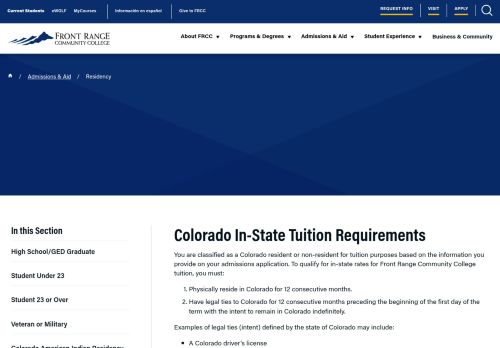 Current Students eWOLF MyCourses Information en español Give to FRCC REQUEST INFO VISIT APPLY
FRONT RANGE
COMMUNITY COLLEGE
About FRCC Programs & Degrees Admissions & Aid Student Experience Business & Community
/ Admissions & Aid / Residency
In this Section
High School/GED Graduate
Student Under 23
Student 23 or Over
Veteran or Military
Colorado American Indian Residency
Colorado In-State Tuition Requirements
You are classified as a Colorado resident or non-resident for tuition purposes based on the information you
provide on your admissions application. To qualify for in-state rates for Front Range Community College
tuition, you must:
1. Physically reside in Colorado for 12 consecutive months.
2. Have legal ties to Colorado for 12 consecutive months preceding the beginning of the first day of the
term with the intent to remain in Colorado indefinitely.
Examples of legal ties (intent) defined by the state of Colorado may include:
• A Colorado driver's license